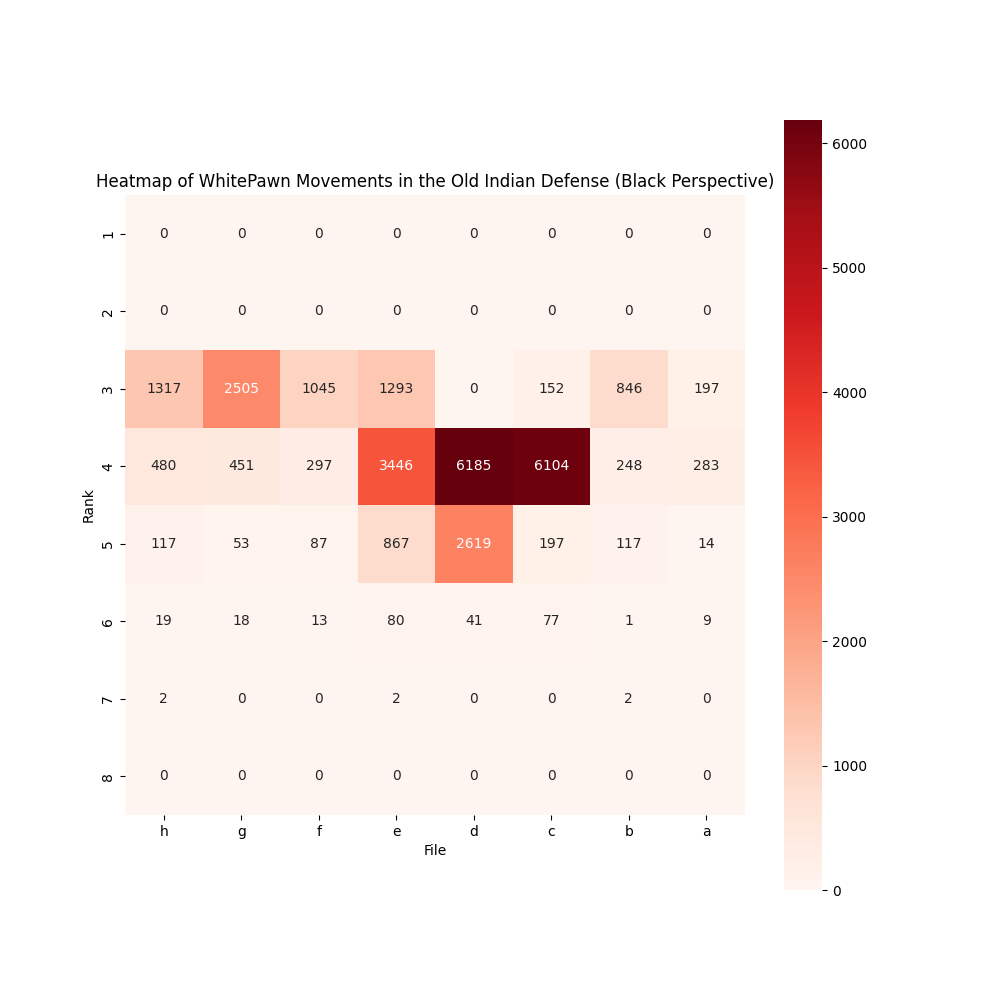 Heatmap of WhitePawn Movements in the Old Indian Defense (Black Perspective)
1 0 0 0 0 0 0 0 0
2 0 0 0 0 0 0 0 0
3 1317 2505 1045 1293 0 152 846 197
4 480 451 297 3446 6185 6104 248 283
5 117 53 87 867 2619 197 117 14
6 19 18 13 80 41 77 1 9
7 2 0 0 2 0 0 2 0
8 0 0 0 0 0 0 0 0
h g f e d c b a
File
Rank
6000
5000
4000
3000
2000
1000
0